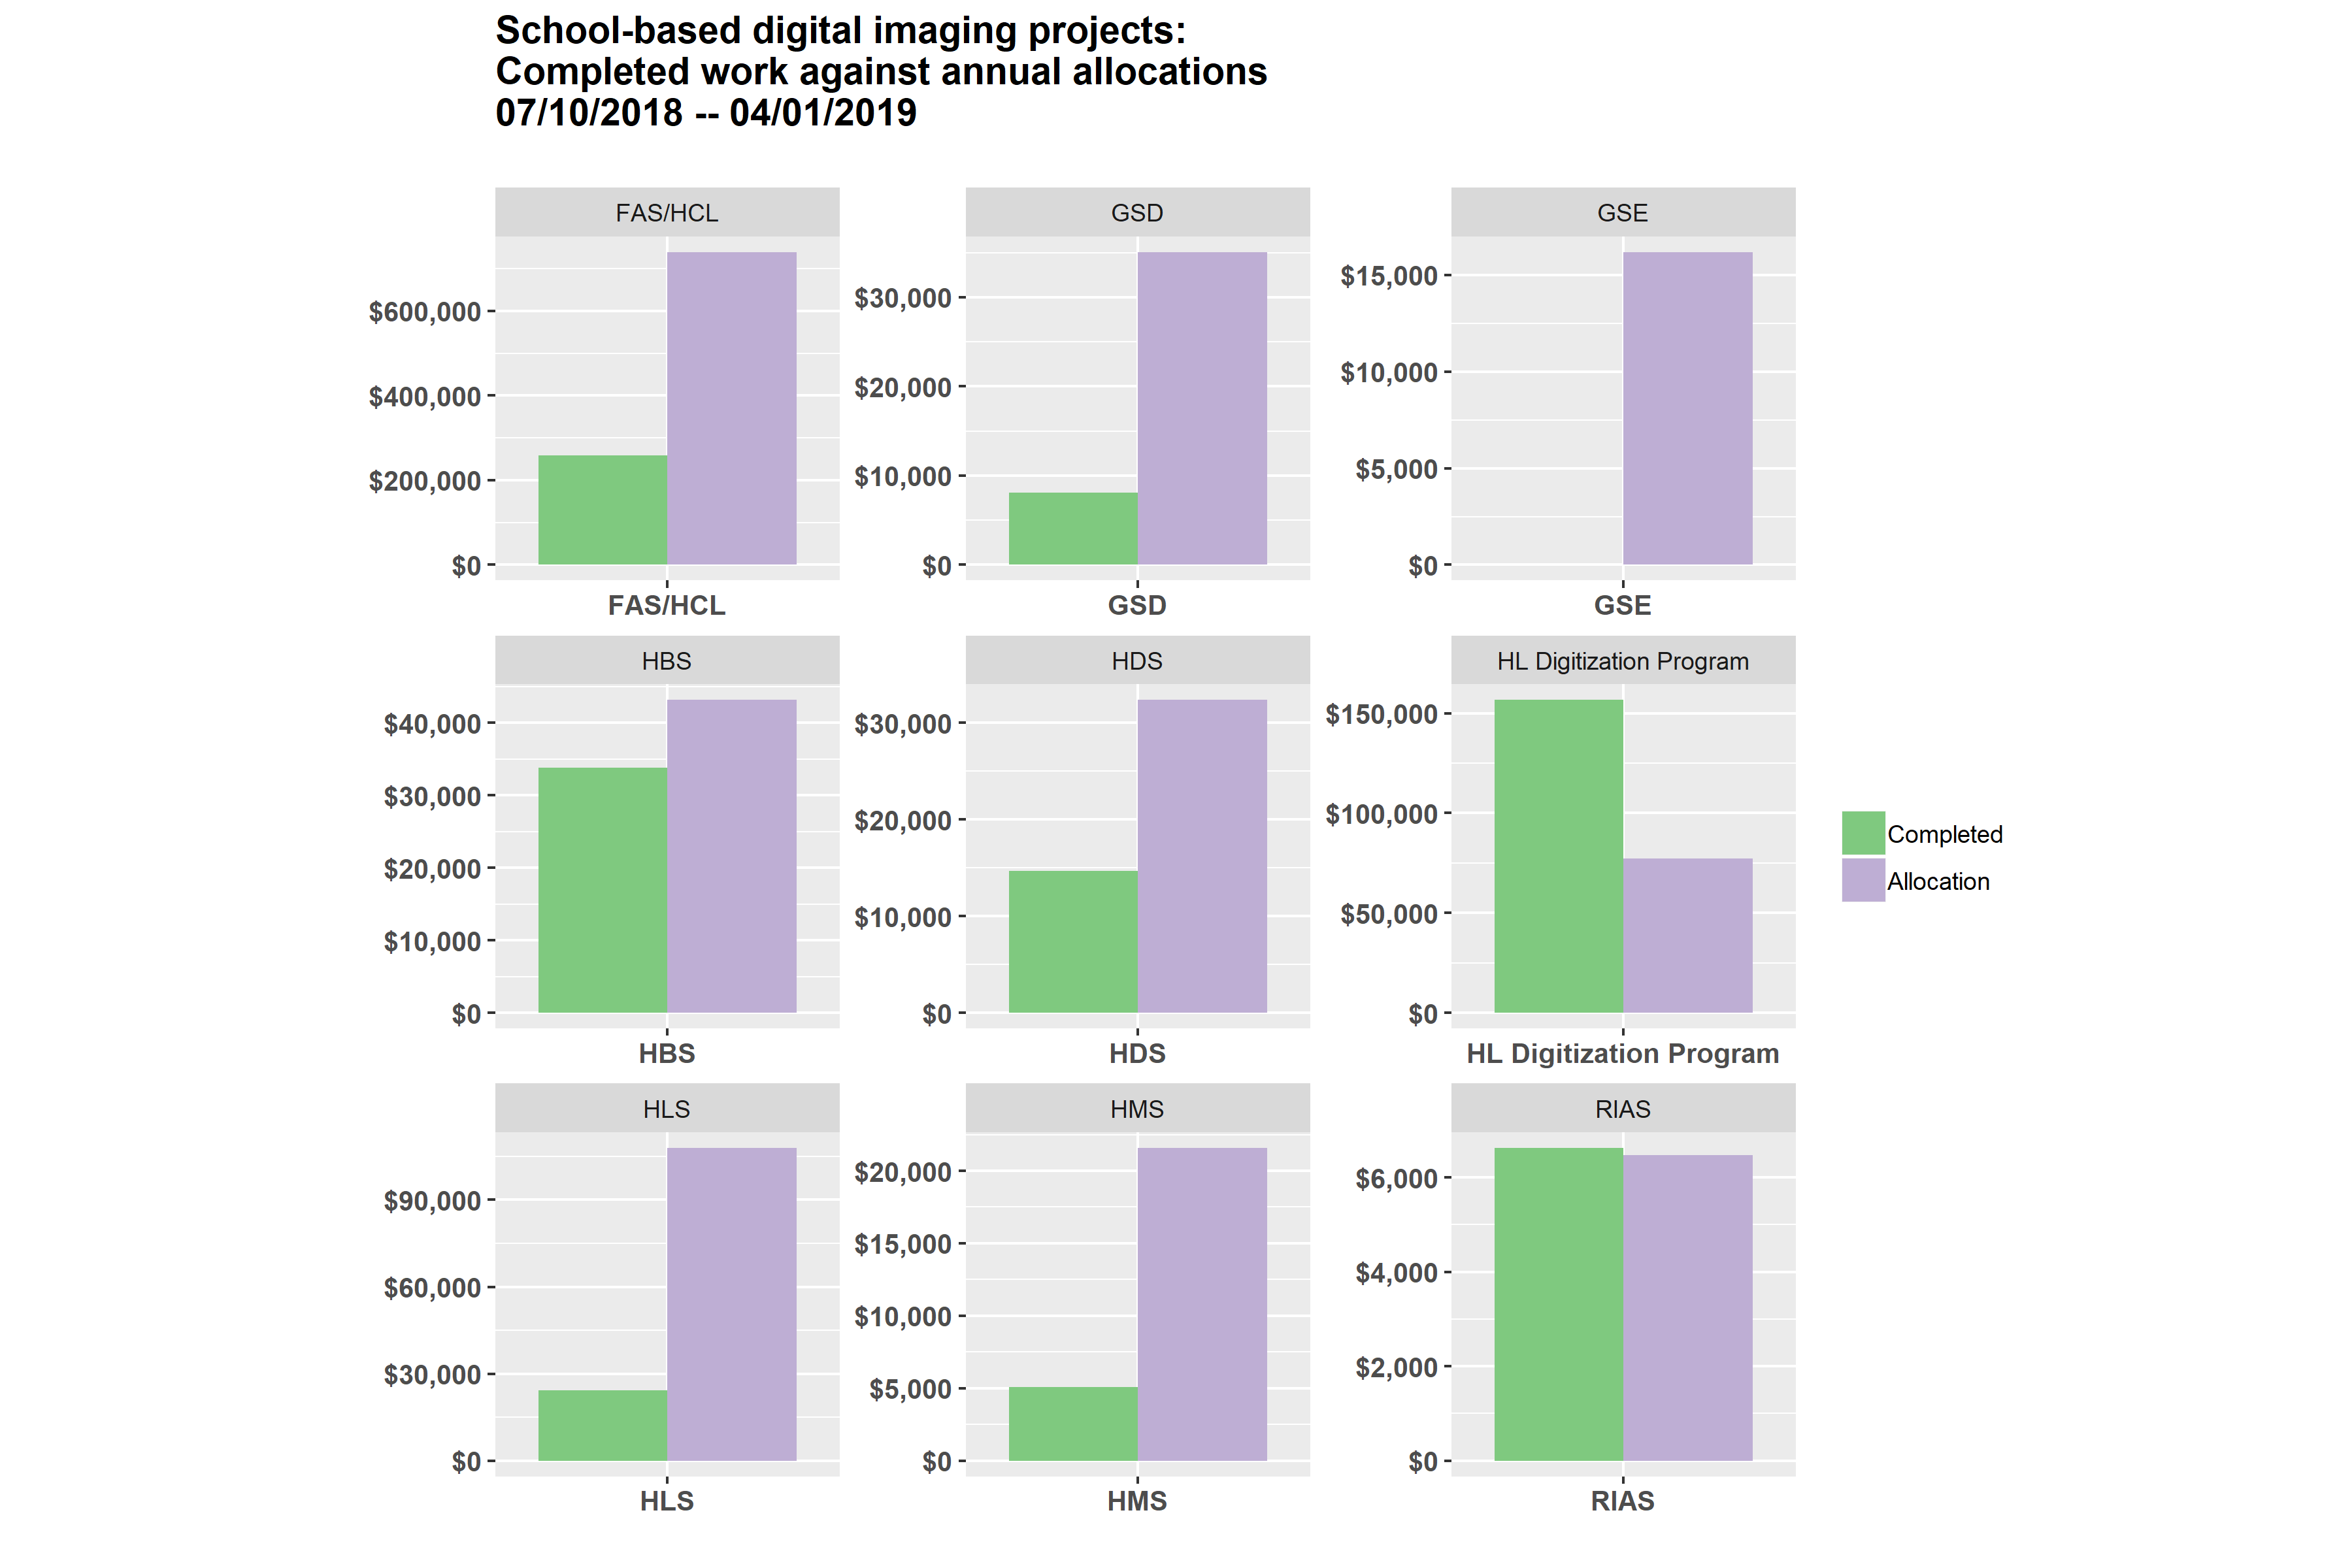 School-based digital imaging projects:
Completed work against annual allocations
07/10/2018 -- 04/01/2019
FAS/HCL
$600,000
$400,000
$200,000
$0
FAS/HCL
GSD
$30,000
$20,000
$10,000
$0
GSD
GSE
$15,000
$10,000
$5,000
$0
GSE
HBS
$40,000
$30,000
$20,000
$10,000
$0
HBS
HDS
$30,000
$20,000
$10,000
$0
HDS
HL Digitization Program
$150,000
$100,000
$50,000
$0
HL Digitization Program
Completed
Allocation
HLS
$90,000
$60,000
$30,000
$0
HLS
HMS
$20,000
$15,000
$10,000
$5,000
$0
HMS
RIAS
$6,000
$4,000
$2,000
$0
RIAS